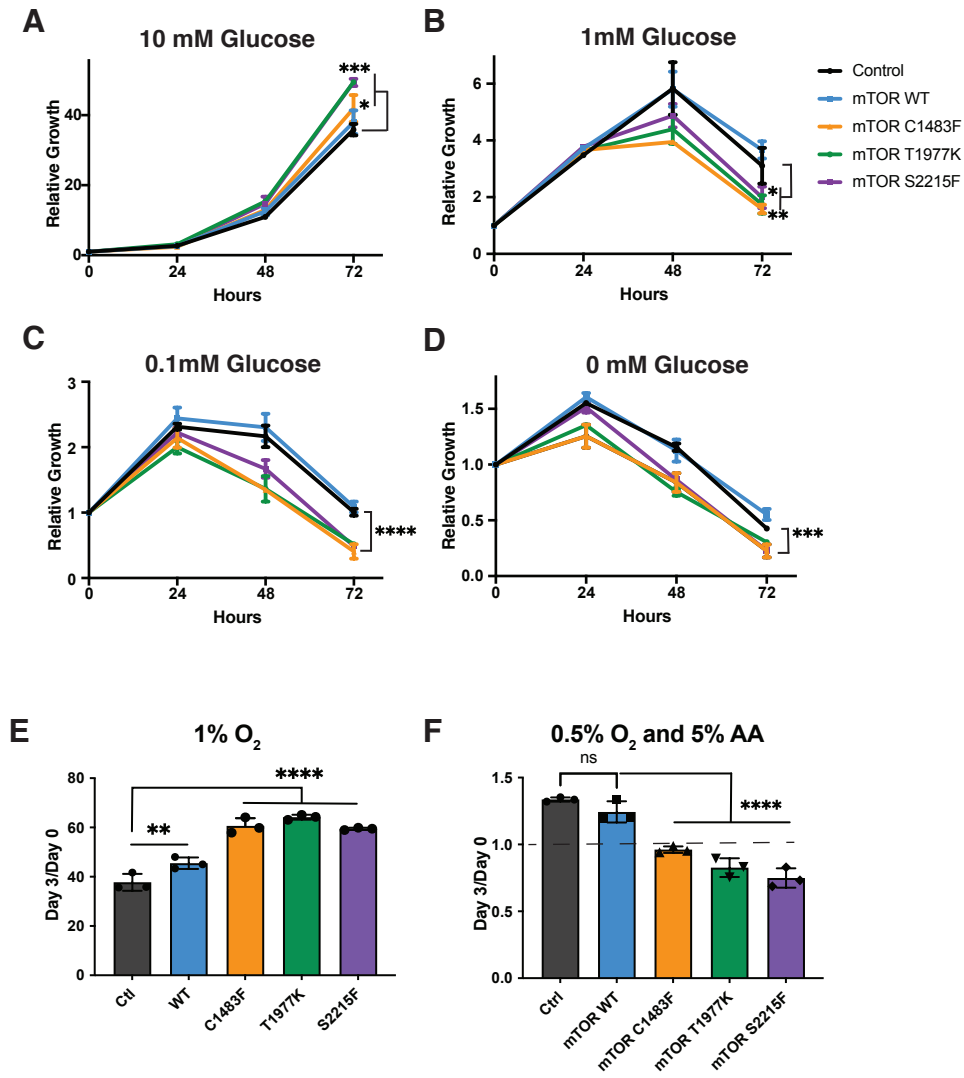 A
10 mM Glucose
Relative Growth
40
20
0
0
24
48
72
Hours
***
*
B
1mM Glucose
Relative Growth
6
4
2
0
0
24
48
72
Hours
*
**
Control
mTOR WT
mTOR C1483F
mTOR T1977K
mTOR S2215F
C
0.1mM Glucose
Relative Growth
3
2
1
0
0
24
48
72
Hours
****
D
0 mM Glucose
Relative Growth
1.5
1.0
0.5
0.0
0
24
48
72
Hours
***
E
1% O2
Day 3/Day 0
80
60
40
20
0
**
****
Ctl
WT
C1483F
T1977K
S2215F
F
0.5% O2 and 5% AA
Day 3/Day 0
1.5
1.0
0.5
0.0
ns
****
Ctrl
mTOR WT
mTOR C1483F
mTOR T1977K
mTOR S2215F